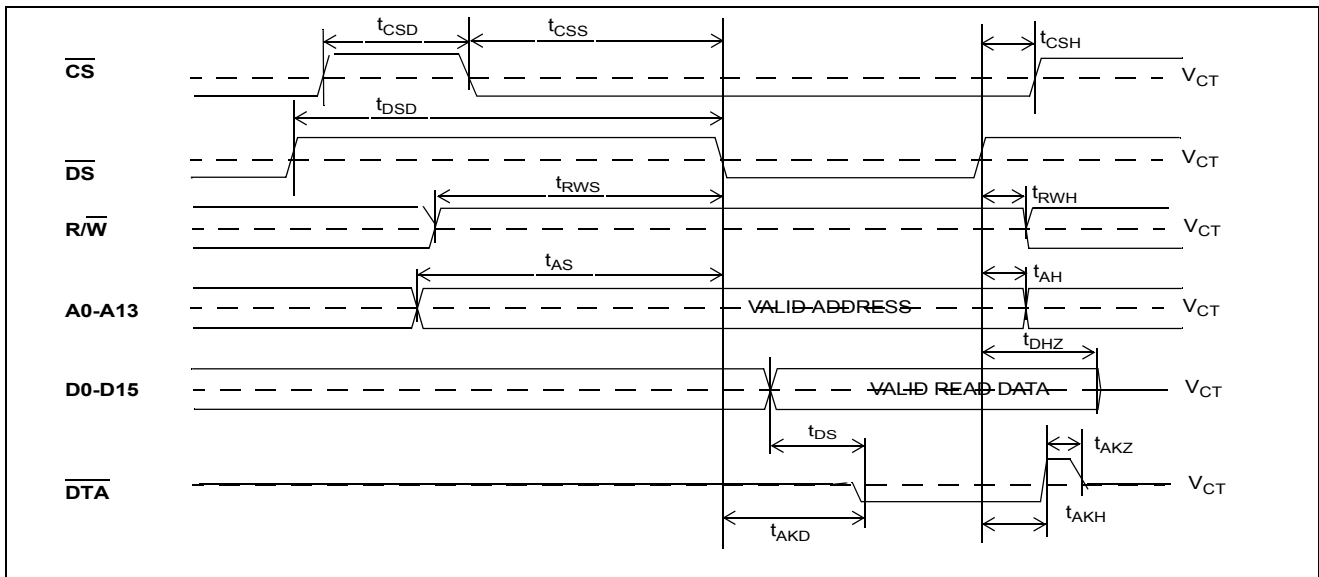 tCSD tCSS tCSH
CS VCT
tDSD
DS VCT
tRWS tRWH
R/W VCT
tAS tAH
A0-A13 VALID ADDRESS VCT
tDHZ
D0-D15 VALID READ DATA VCT
tDS tAKZ
DTA VCT
tAKD tAKH